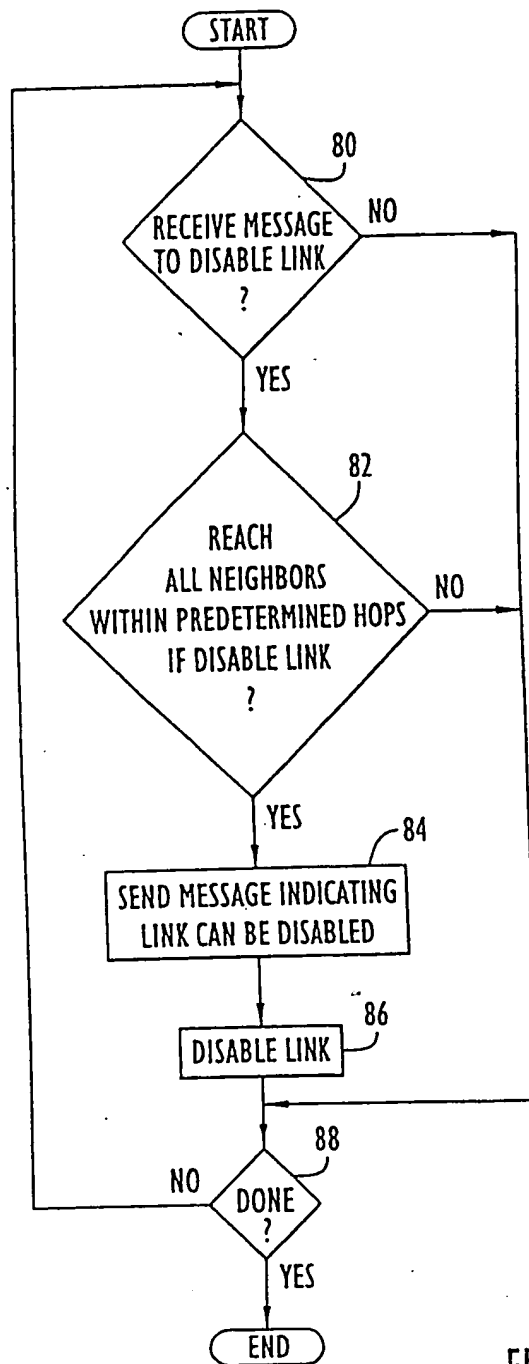 START
80
RECEIVE MESSAGE
TO DISABLE LINK
?
NO
YES
82
REACH
ALL NEIGHBORS
WITHIN PREDETERMINED HOPS
IF DISABLE LINK
?
NO
YES
84
SEND MESSAGE INDICATING
LINK CAN BE DISABLED
86
DISABLE LINK
88
NO
DONE
?
YES
END